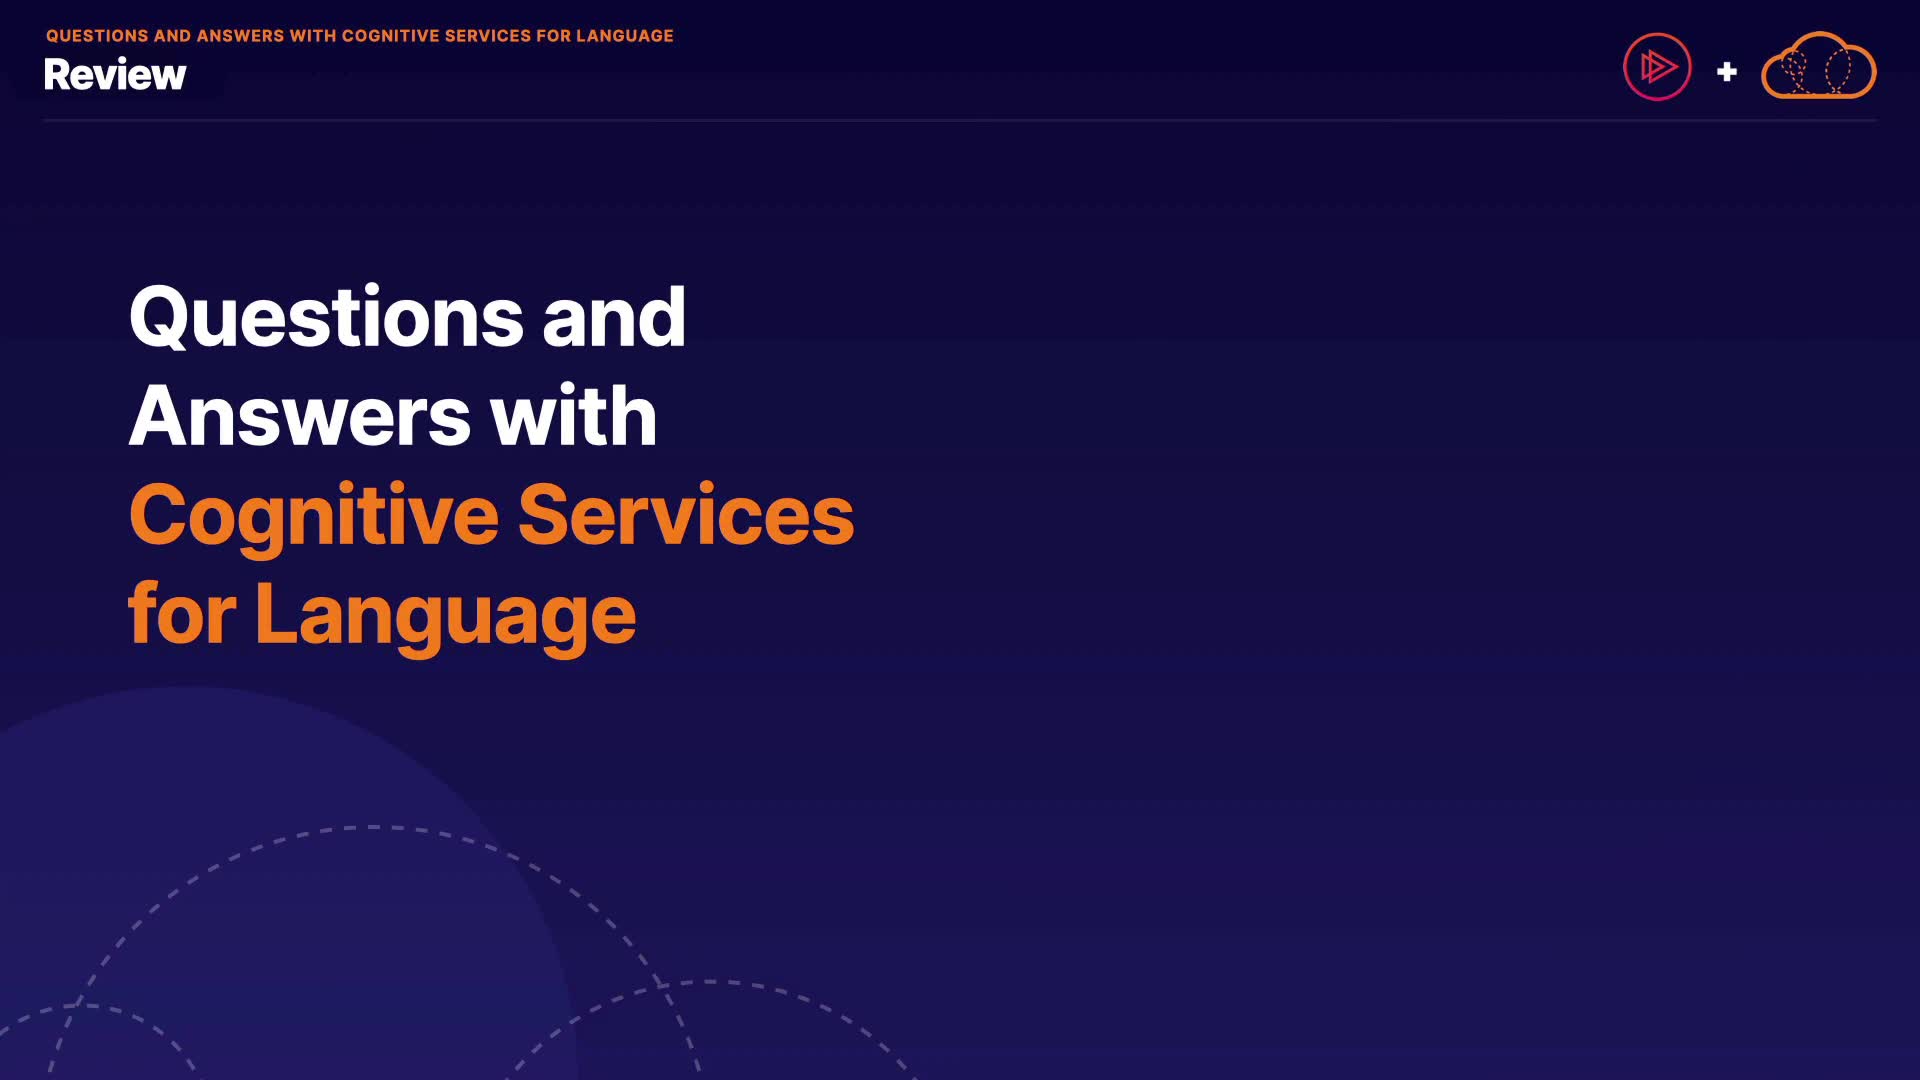 QUESTIONS AND ANSWERS WITH COGNITIVE SERVICES FOR LANGUAGE
Review
Questions and
Answers with
Cognitive Services
for Language